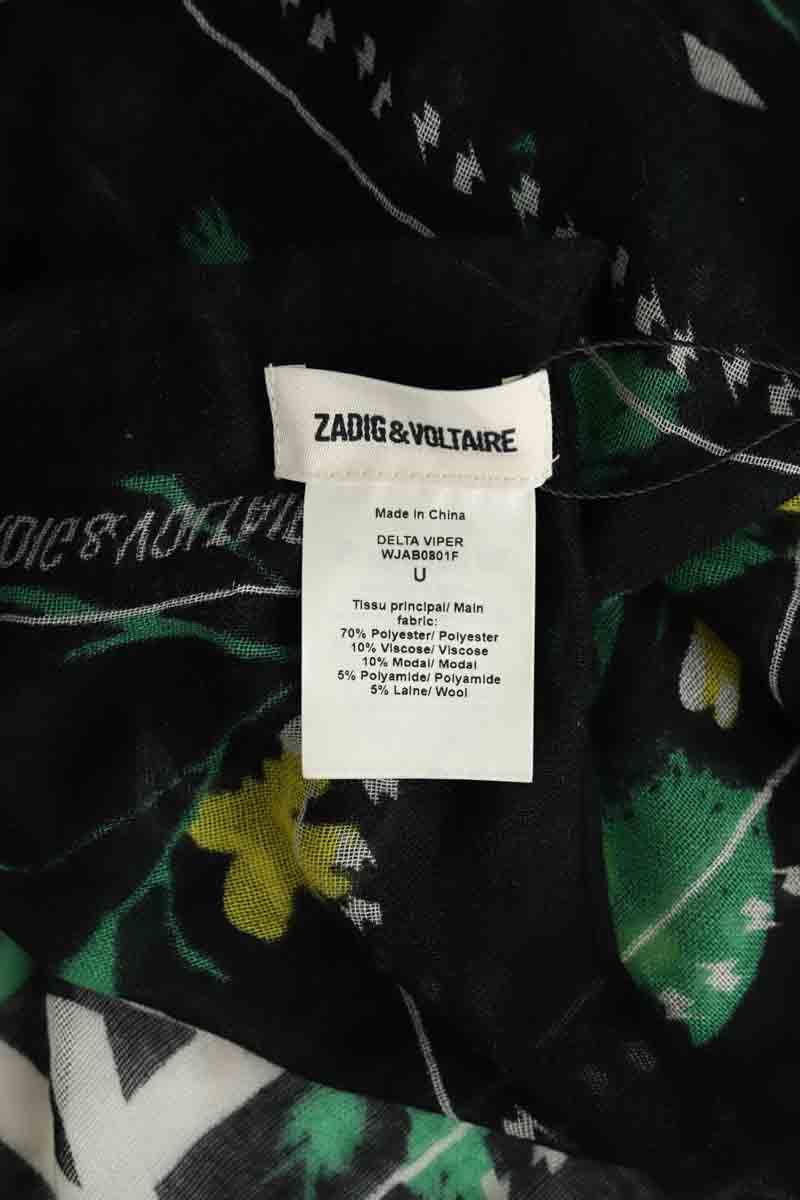 ZADIG&VOLTAIRE
Made in China
DELTA VIPER
WJAB0801F
U
Tissu principal/ Main
fabric:
70% Polyester/ Polyester
10% Viscose/ Viscose
10% Modal/ Modal
5% Polyamide/ Polyamide
5% Laine/ Wool